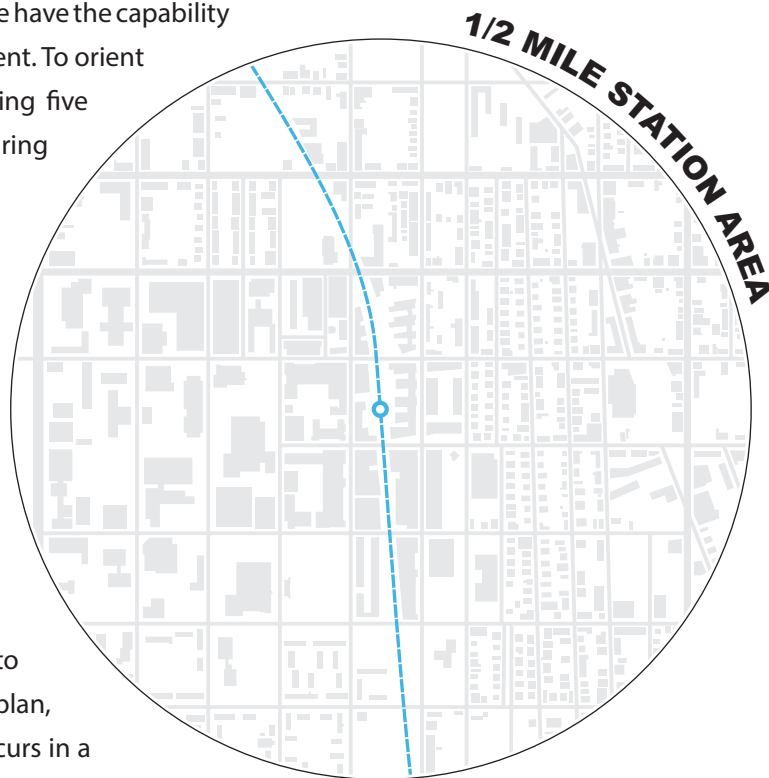 e have the capability
ent. To orient
ing five
ring
1/2 MILE STATION AREA
to
plan,
curs in a